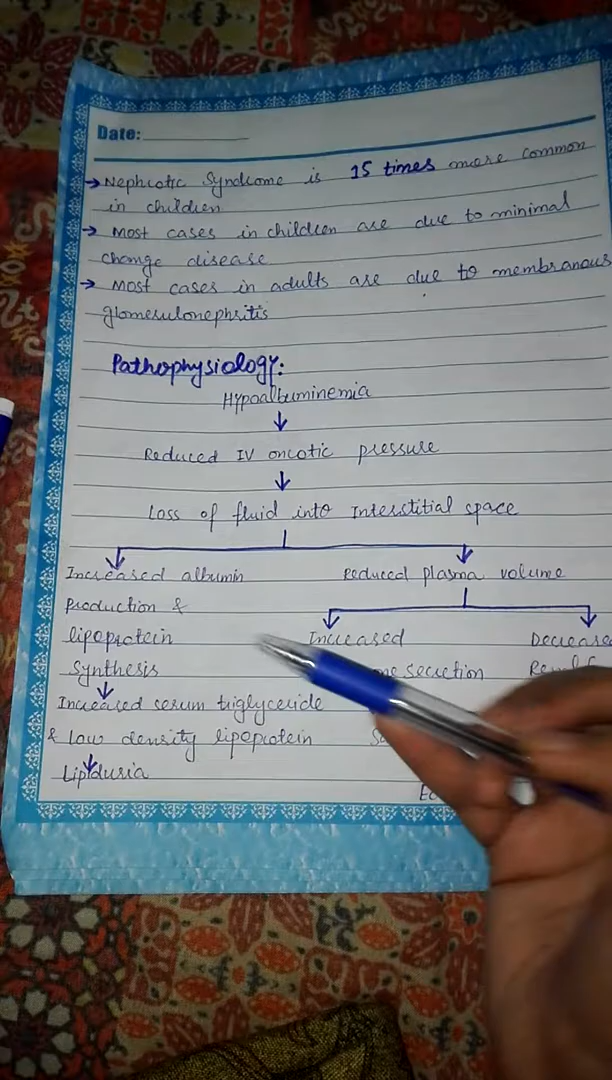 Date:
→ Nephrotic Syndrome is 15 times more common
in children
→ Most cases in children are due to minimal
change disease
→ Most cases in adults are due to membranous
glomerulonephritis
Pathophysiology:
Hypoalbuminemia
↓
Reduced IV oncotic pressure
↓
Loss of fluid into Interstitial space
Increased albumin
Production &
lipoprotein
Synthesis
↓
Increased serum triglyceride
& Low density lipoprotein
↓
Lipiduria
Reduced plasma volume
Increased
secretion